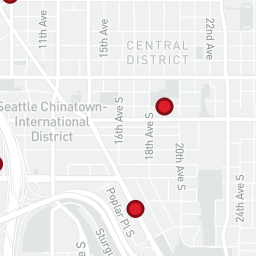 11th Ave
15th Ave
22nd Ave
CENTRAL
DISTRICT
Seattle Chinatown-
International
District
16th Ave S
18th Ave S
20th Ave S
24th Ave S
Poplar Pl S
Sturgu